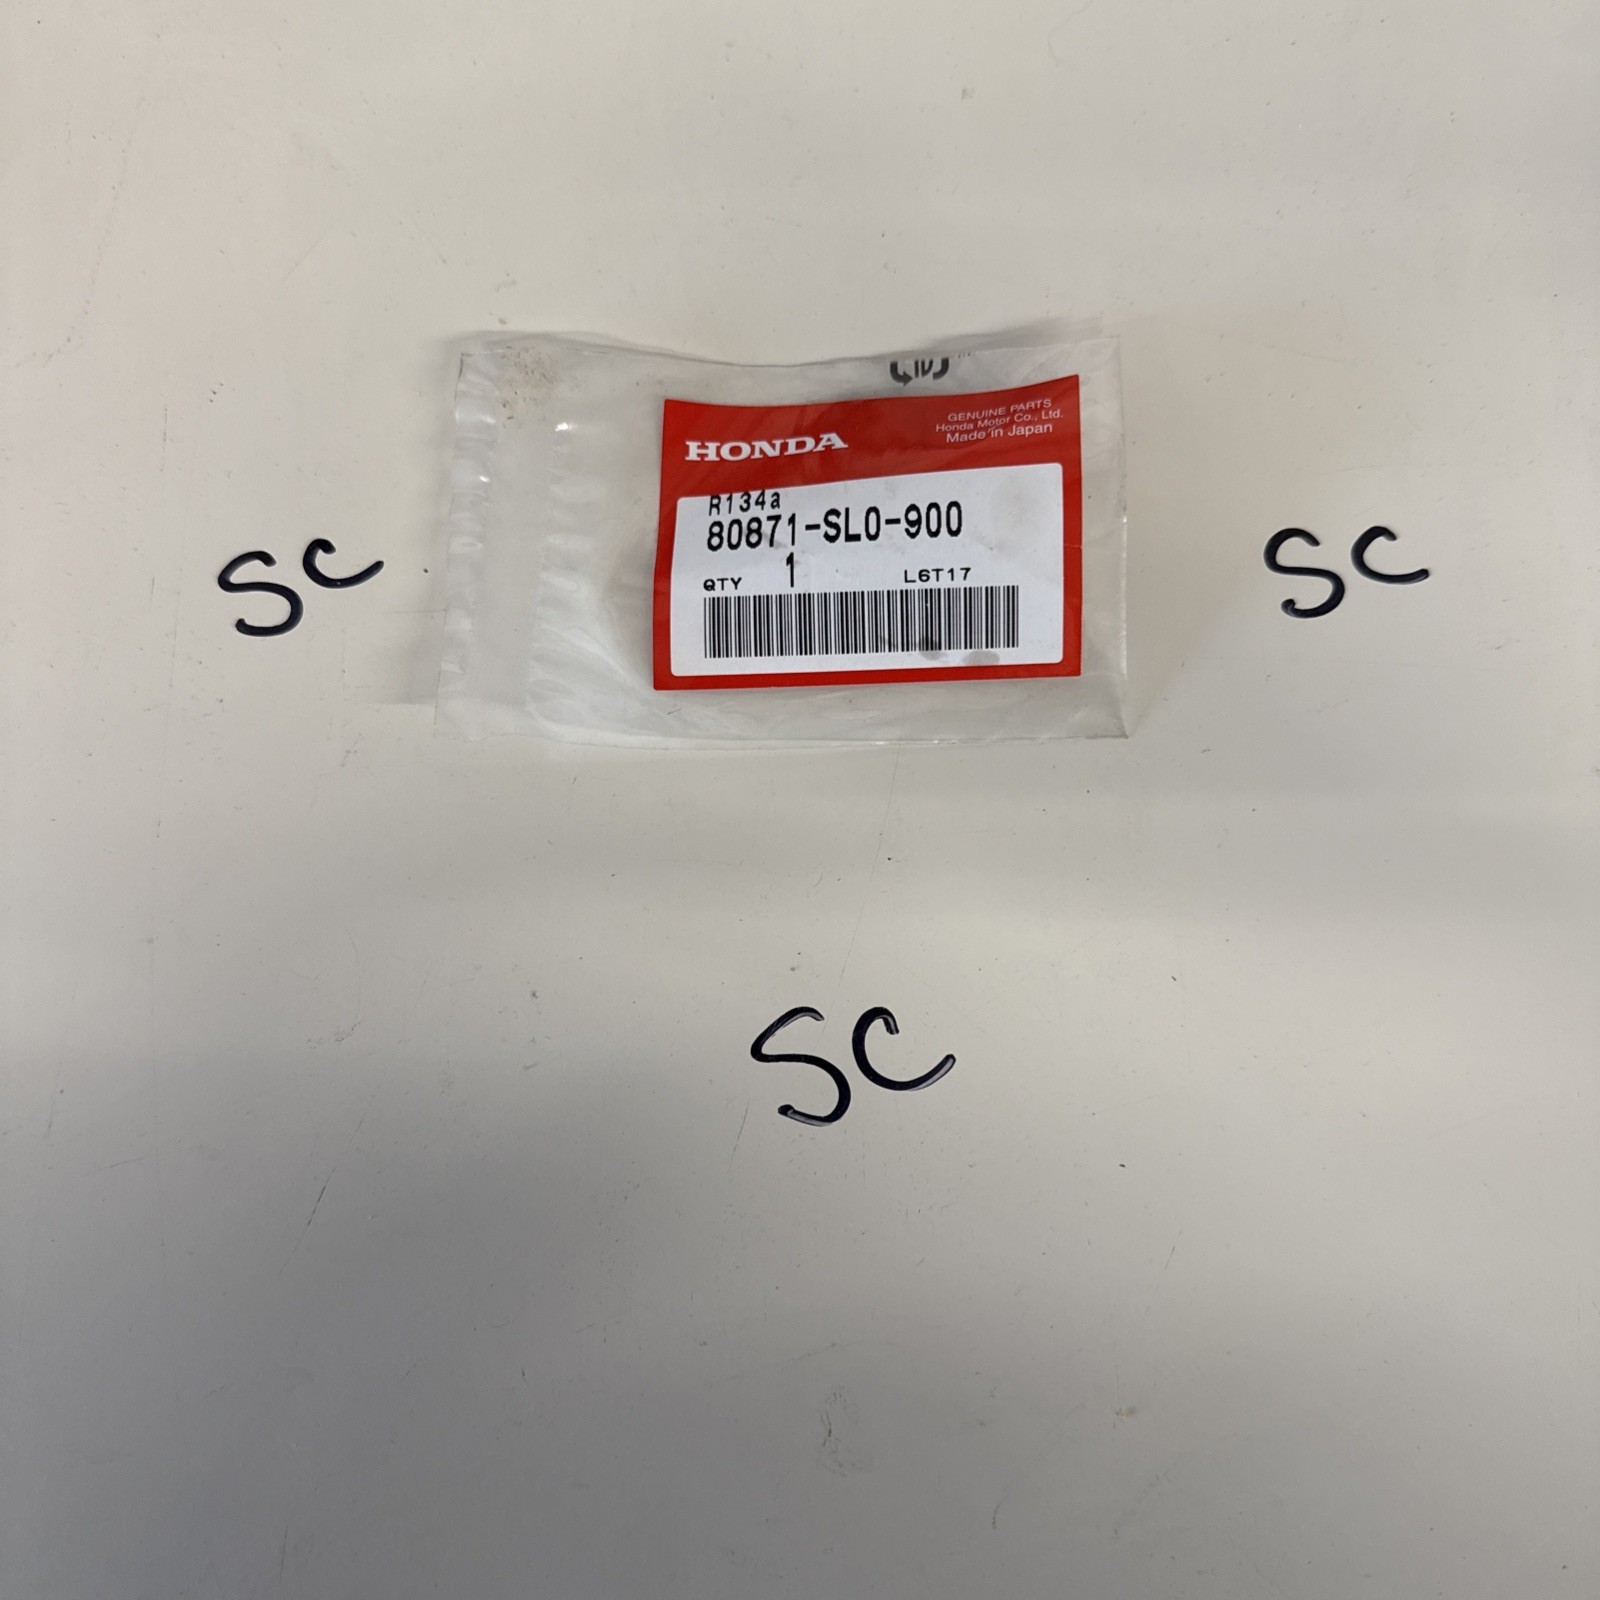 GENUINE PARTS
Honda Motor Co., Ltd.
Made in Japan
HONDA
R134a
80871-SL0-900
QTY 1 L6T17
SC
SC
SC